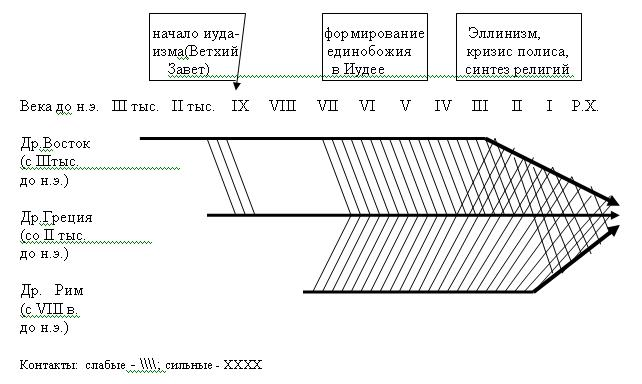 начало иуда-
изма(Ветхий
Завет)
формирование
единобожия
в Иудее
Эллинизм,
кризис полиса,
синтез религий
Века до н.э. III тыс. II тыс. IX VIII VII VI V IV III II I Р.Х.
Др.Восток
(с IIIтыс.
до н.э.)
Др.Греция
(со II тыс.
до н.э.)
Др. Рим
(с VIII в.
до н.э.)
Контакты: слабые - \\\\; сильные - ХХХХ